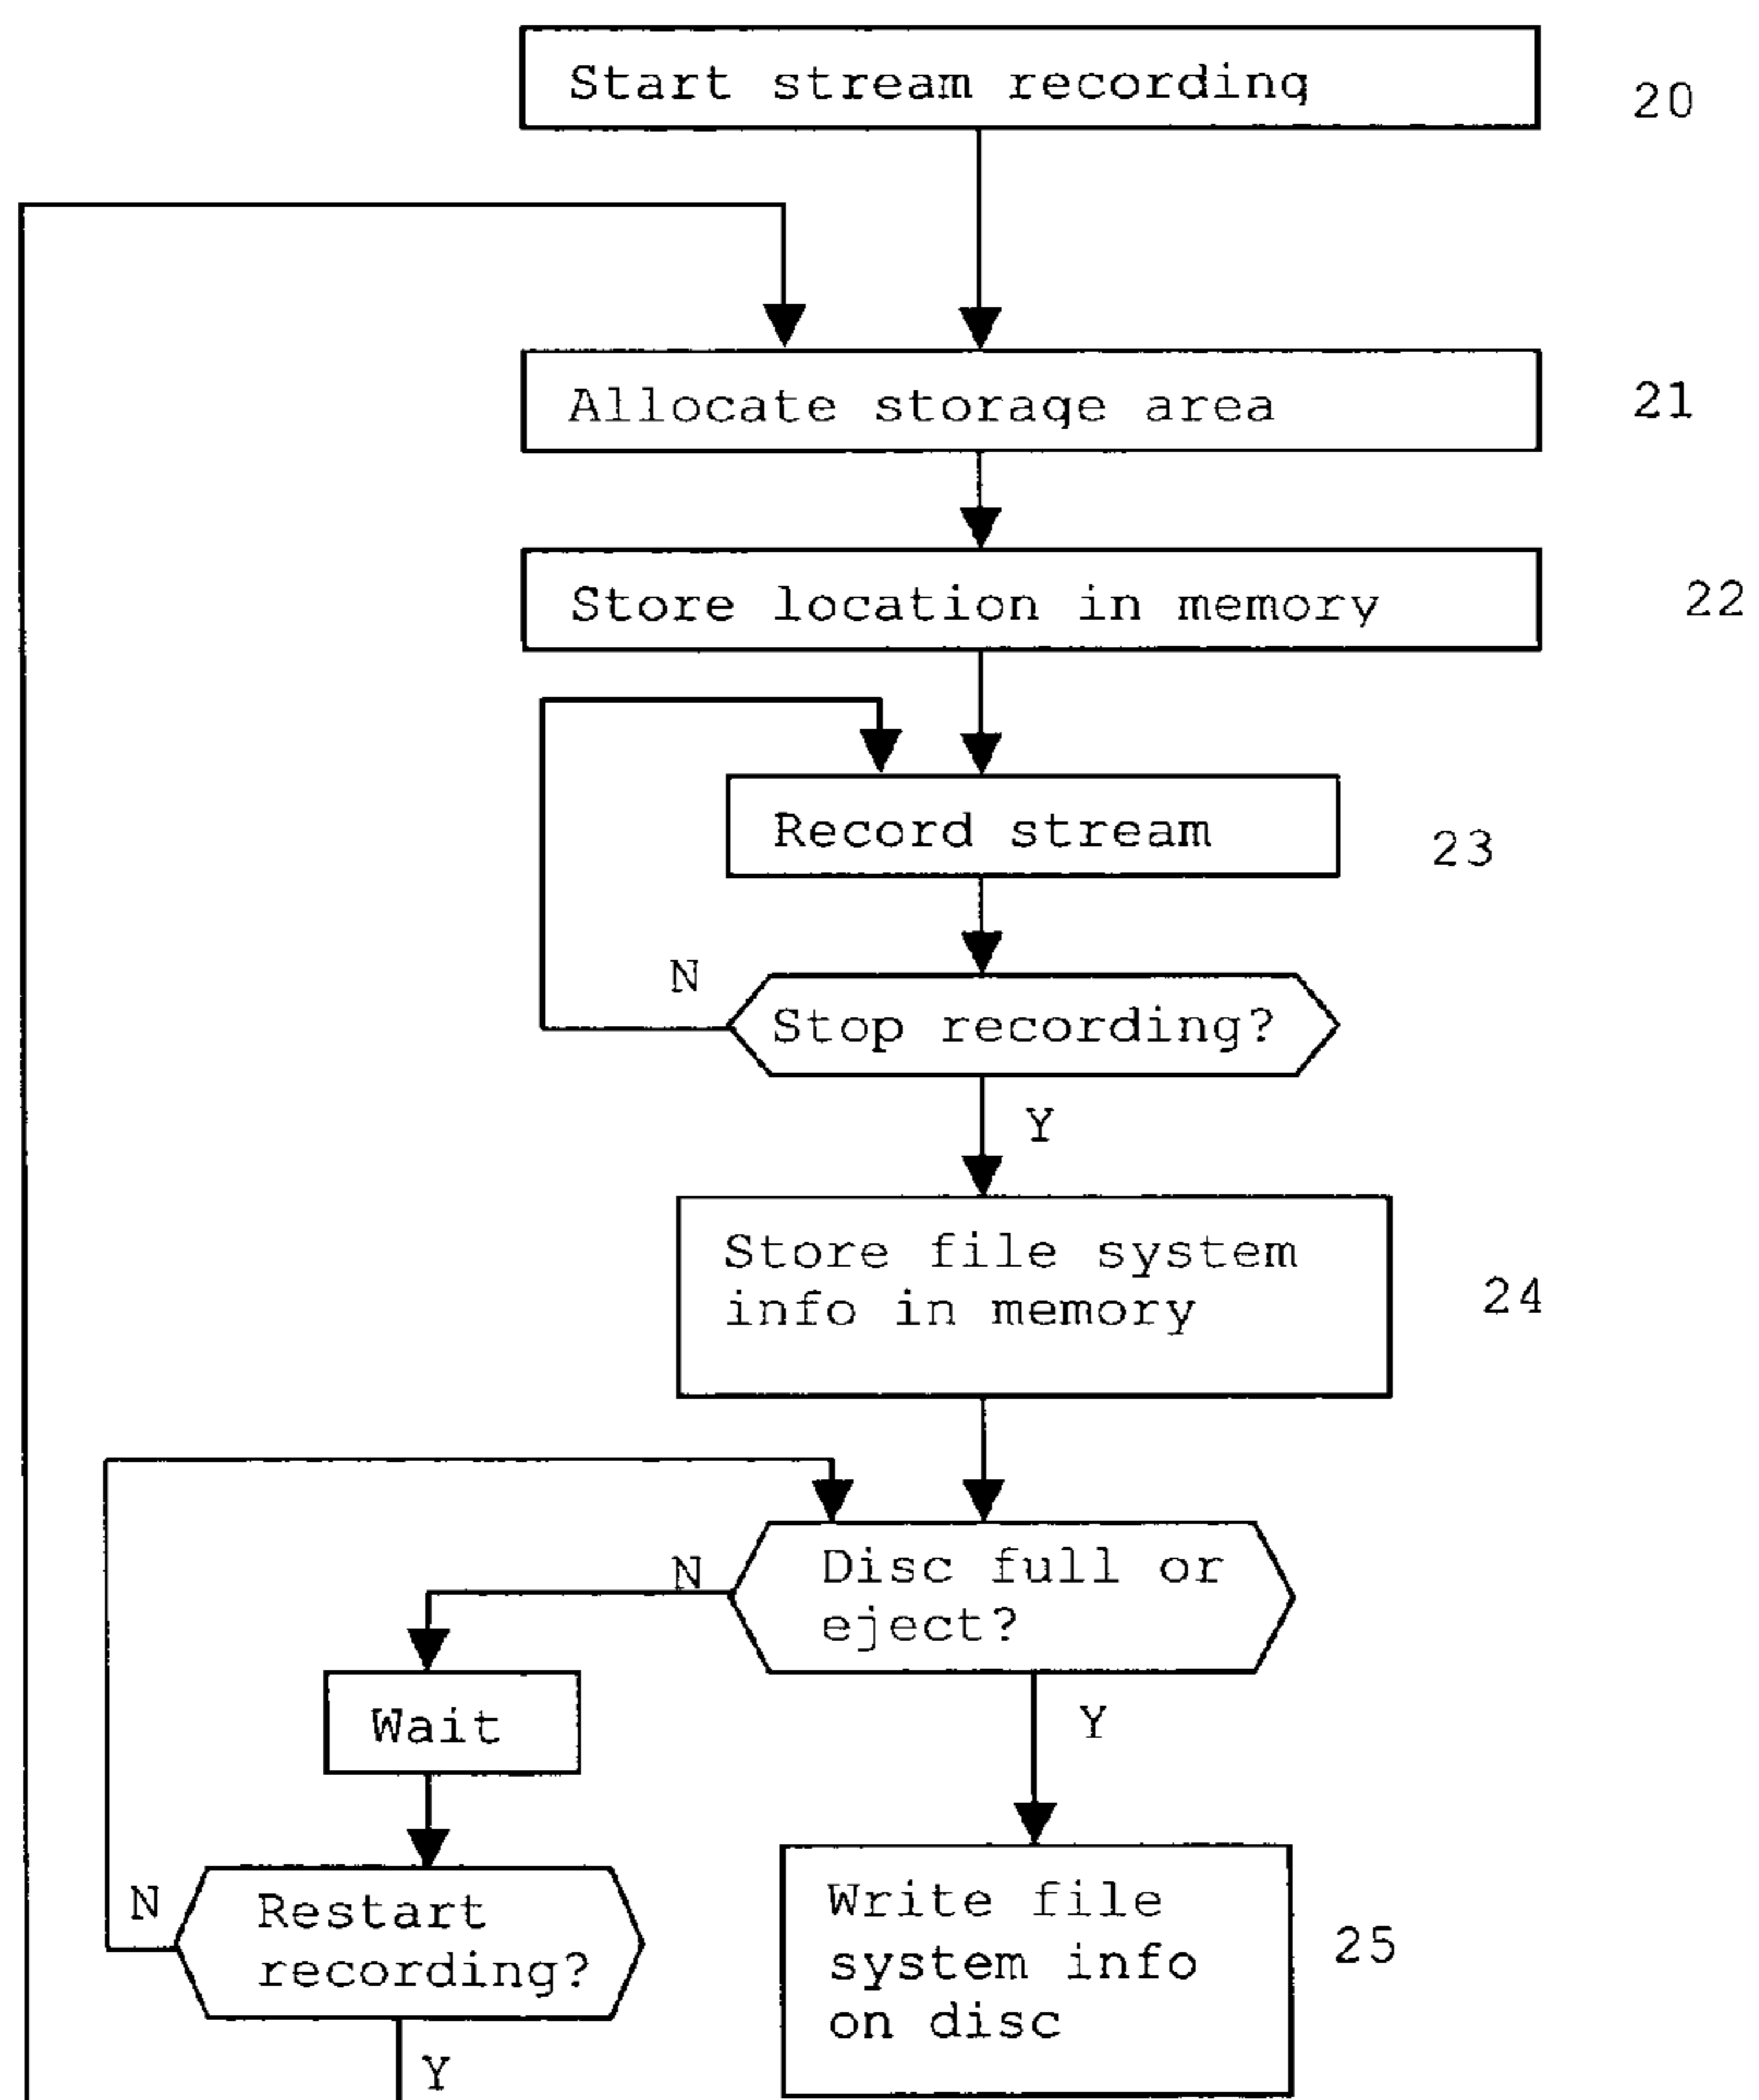 Start stream recording
20
Allocate storage area
21
Store location in memory
22
Record stream
23
N
Stop recording?
Y
Store file system
info in memory
24
N
Disc full or
eject?
Wait
Y
N
Restart
recording?
Write file
system info
on disc
25
Y